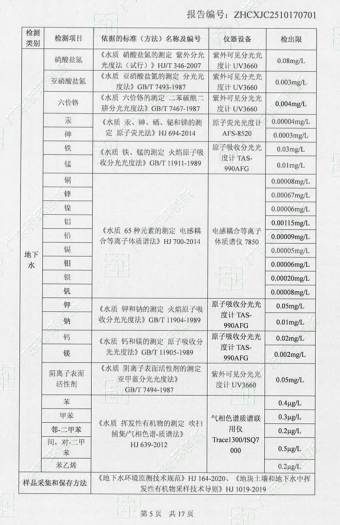 报告编号：ZHCXJC2510170701
检测类别 检测项目 依据的标准（方法）名称及编号 仪器设备 检出限
地下水
硝酸盐氮 《水质 硝酸盐氮的测定 紫外分光光度法（试行）》HJ/T 346-2007 紫外可见分光光度计 UV3660 0.08mg/L
亚硝酸盐氮 《水质 亚硝酸盐氮的测定 分光光度法》GB/T 7493-1987 紫外可见分光光度计 UV3660 0.003mg/L
六价铬 《水质 六价铬的测定 二苯碳酰二肼分光光度法》GB/T 7467-1987 紫外可见分光光度计 UV3660 0.004mg/L
汞 《水质 汞、砷、硒、铋和锑的测定 原子荧光法》HJ 694-2014 原子荧光光度计 AFS-8520 0.00004mg/L
砷 0.0003mg/L
铁 《水质 铁、锰的测定 火焰原子吸收分光光度法》GB/T 11911-1989 原子吸收分光光度计 TAS-990AFG 0.03mg/L
锰 0.01mg/L
铜 《水质 65 种元素的测定 电感耦合等离子体质谱法》HJ 700-2014 电感耦合等离子体质谱仪 7850 0.00008mg/L
锌 0.00067mg/L
镍 0.00006mg/L
铝 0.00115mg/L
铅 0.00009mg/L
镉 0.00005mg/L
钼 0.00006mg/L
0.00020mg/L
钒 0.00008mg/L
钾 《水质 钾和钠的测定 火焰原子吸收分光光度法》GB/T 11904-1989 原子吸收分光光度计 TAS-990AFG 0.05mg/L
钠 0.01mg/L
钙 《水质 钙和镁的测定 原子吸收分光光度法》GB/T 11905-1989 原子吸收分光光度计 TAS-990AFG 0.02mg/L
镁 0.002mg/L
阴离子表面活性剂 《水质 阴离子表面活性剂的测定 亚甲蓝分光光度法》GB/T 7494-1987 紫外可见分光光度计 UV3660 0.05mg/L
苯 《水质 挥发性有机物的测定 吹扫捕集/气相色谱-质谱法》HJ 639-2012 气相色谱质谱联用仪 Trace1300/ISQ7000 0.4μg/L
甲苯 0.3μg/L
邻-二甲苯 0.2μg/L
间，对-二甲苯 0.5μg/L
苯乙烯 0.2μg/L
样品采集和保存方法 《地下水环境监测技术规范》HJ 164-2020、《地块土壤和地下水中挥发性有机物采样技术导则》HJ 1019-2019
第 5 页 共 17 页